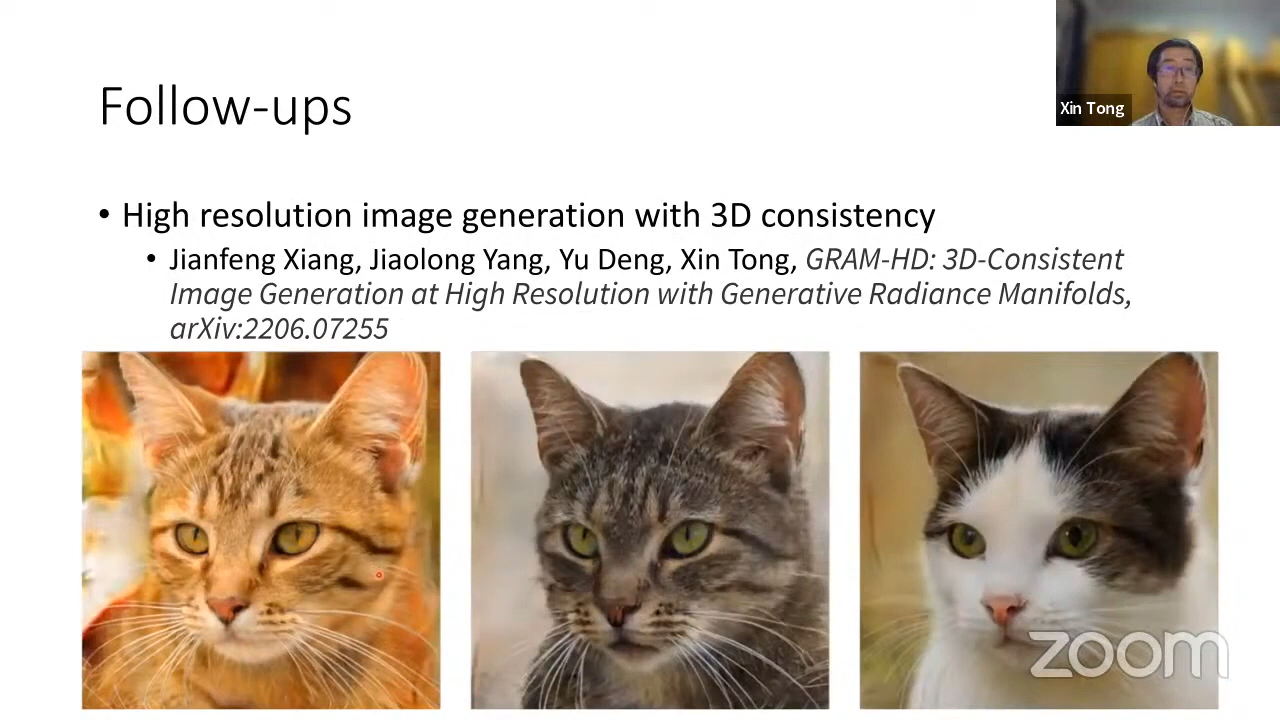 Follow-ups
Xin Tong
• High resolution image generation with 3D consistency
• Jianfeng Xiang, Jiaolong Yang, Yu Deng, Xin Tong, GRAM-HD: 3D-Consistent
Image Generation at High Resolution with Generative Radiance Manifolds,
arXiv:2206.07255
zoom